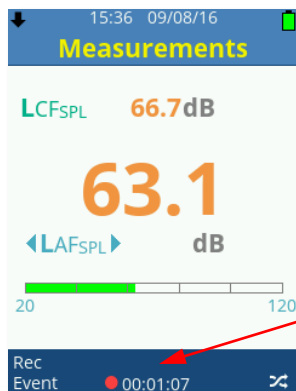 15:36 09/08/16
Measurements
LCFSPL 66.7dB
63.1
LAFSPL dB
20 120
Rec
Event 00:01:07